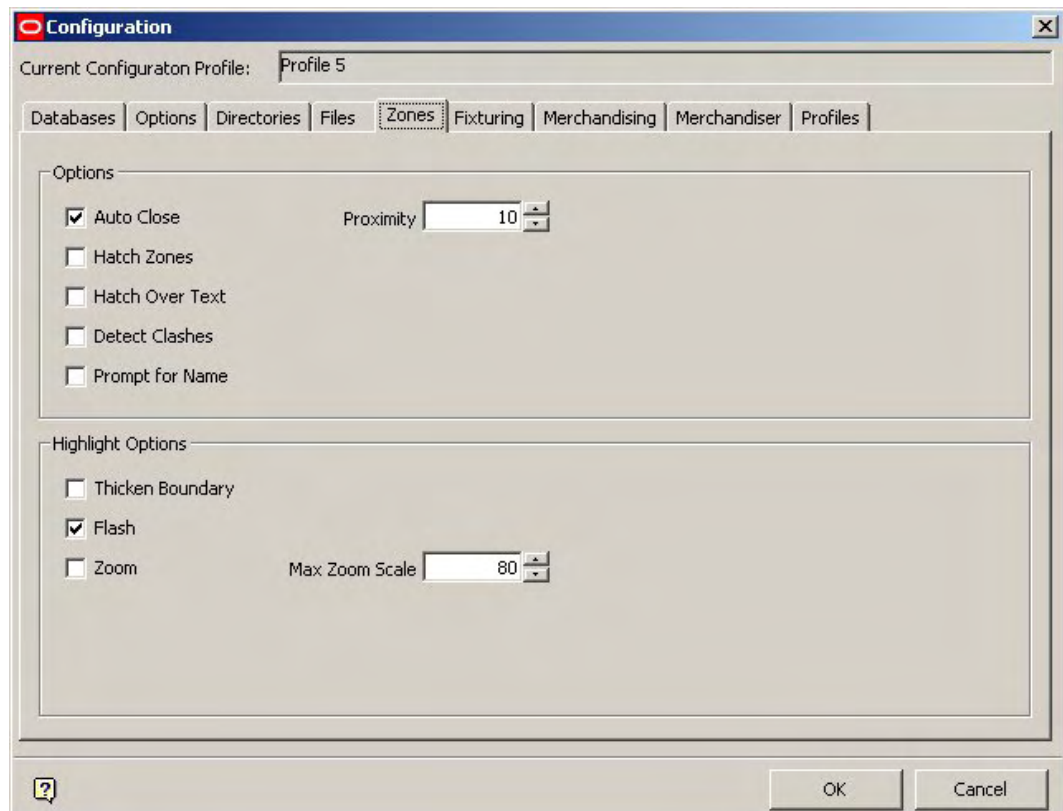 Configuration
Current Configuraton Profile: Profile 5
Databases Options Directories Files Zones Fixturing Merchandising Merchandiser Profiles
Options
Auto Close Proximity 10
Hatch Zones
Hatch Over Text
Detect Clashes
Prompt for Name
Highlight Options
Thicken Boundary
Flash
Zoom Max Zoom Scale 80
? OK Cancel